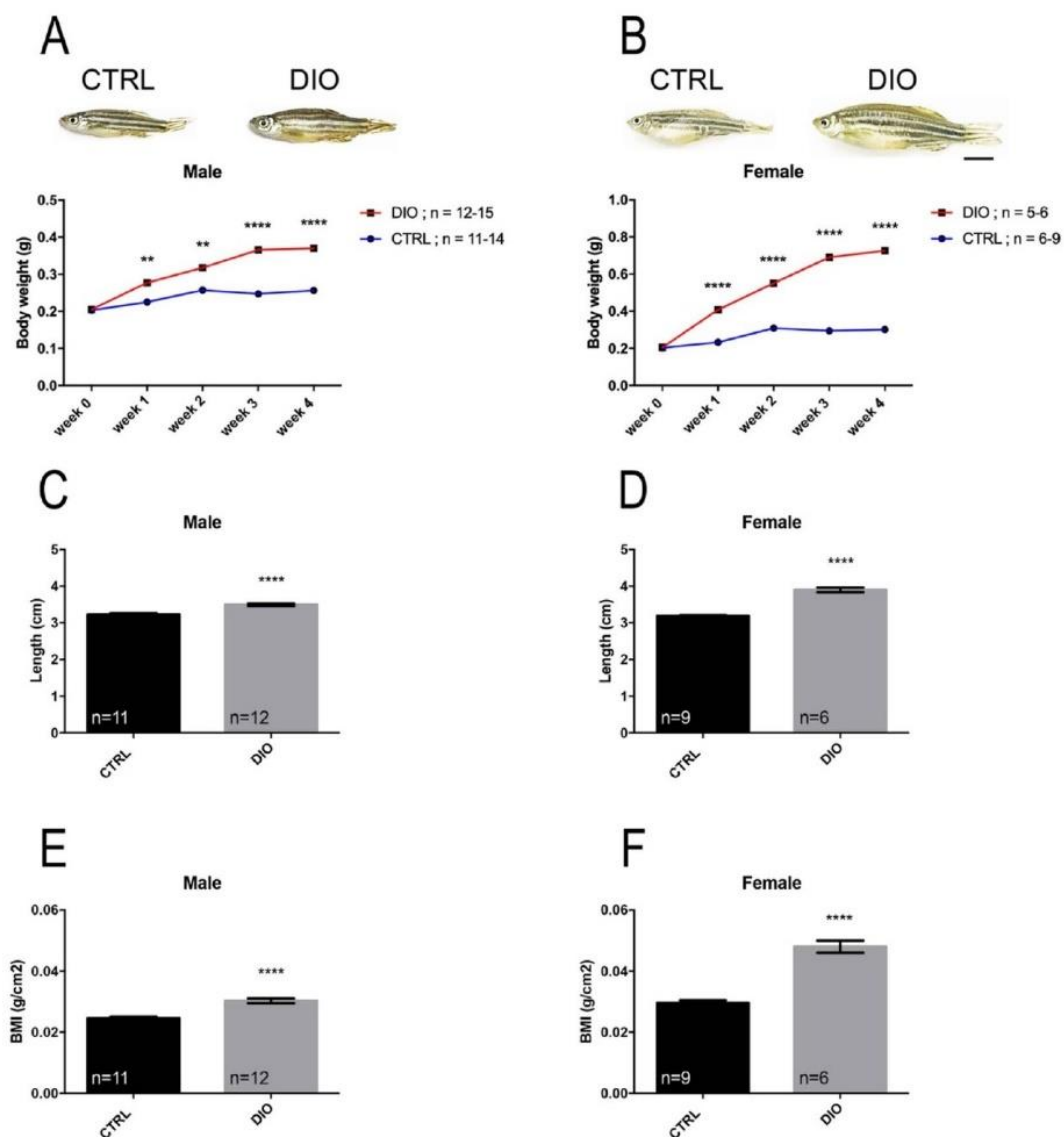 A
B
CTRL DIO
CTRL DIO
Male
Female
0.5
0.4
0.3
0.2
0.1
0.0
Body weight (g)
** ** **** ****
DIO ; n = 12-15
CTRL ; n = 11-14
week 0 week 1 week 2 week 3 week 4
1.0
0.8
0.6
0.4
0.2
0.0
Body weight (g)
**** **** **** ****
DIO ; n = 5-6
CTRL ; n = 6-9
week 0 week 1 week 2 week 3 week 4
C
D
Male
5
4
3
2
1
0
Length (cm)
****
n=11 n=12
CTRL DIO
Female
5
4
3
2
1
0
Length (cm)
****
n=9 n=6
CTRL DIO
E
F
Male
0.06
0.04
0.02
0.00
BMI (g/cm2)
****
n=11 n=12
CTRL DIO
Female
0.06
0.04
0.02
0.00
BMI (g/cm2)
****
n=9 n=6
CTRL DIO